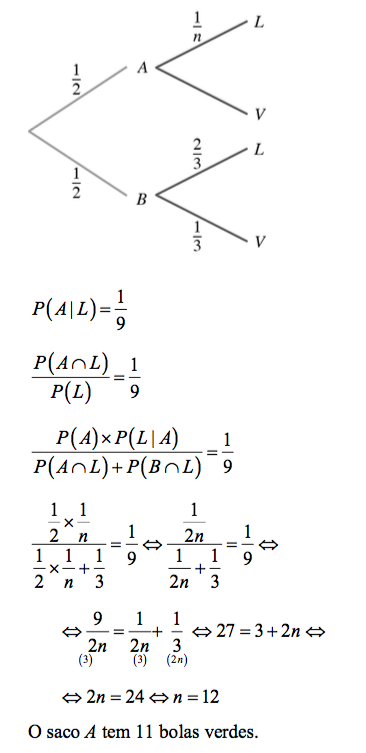 1/n L
1/2 A
V
2/3 L
1/2 B
1/3 V
P(A|L)=1/9
P(A∩L)/P(L)=1/9
P(A)×P(L|A)/(P(A∩L)+P(B∩L))=1/9
(1/2×1/n)/(1/2×1/n+1/3)=1/9⇔(1/2n)/(1/2n+1/3)=1/9⇔
⇔9/2n=1/2n+1/3⇔27=3+2n⇔
(3) (3) (2n)
⇔2n=24⇔n=12
O saco A tem 11 bolas verdes.